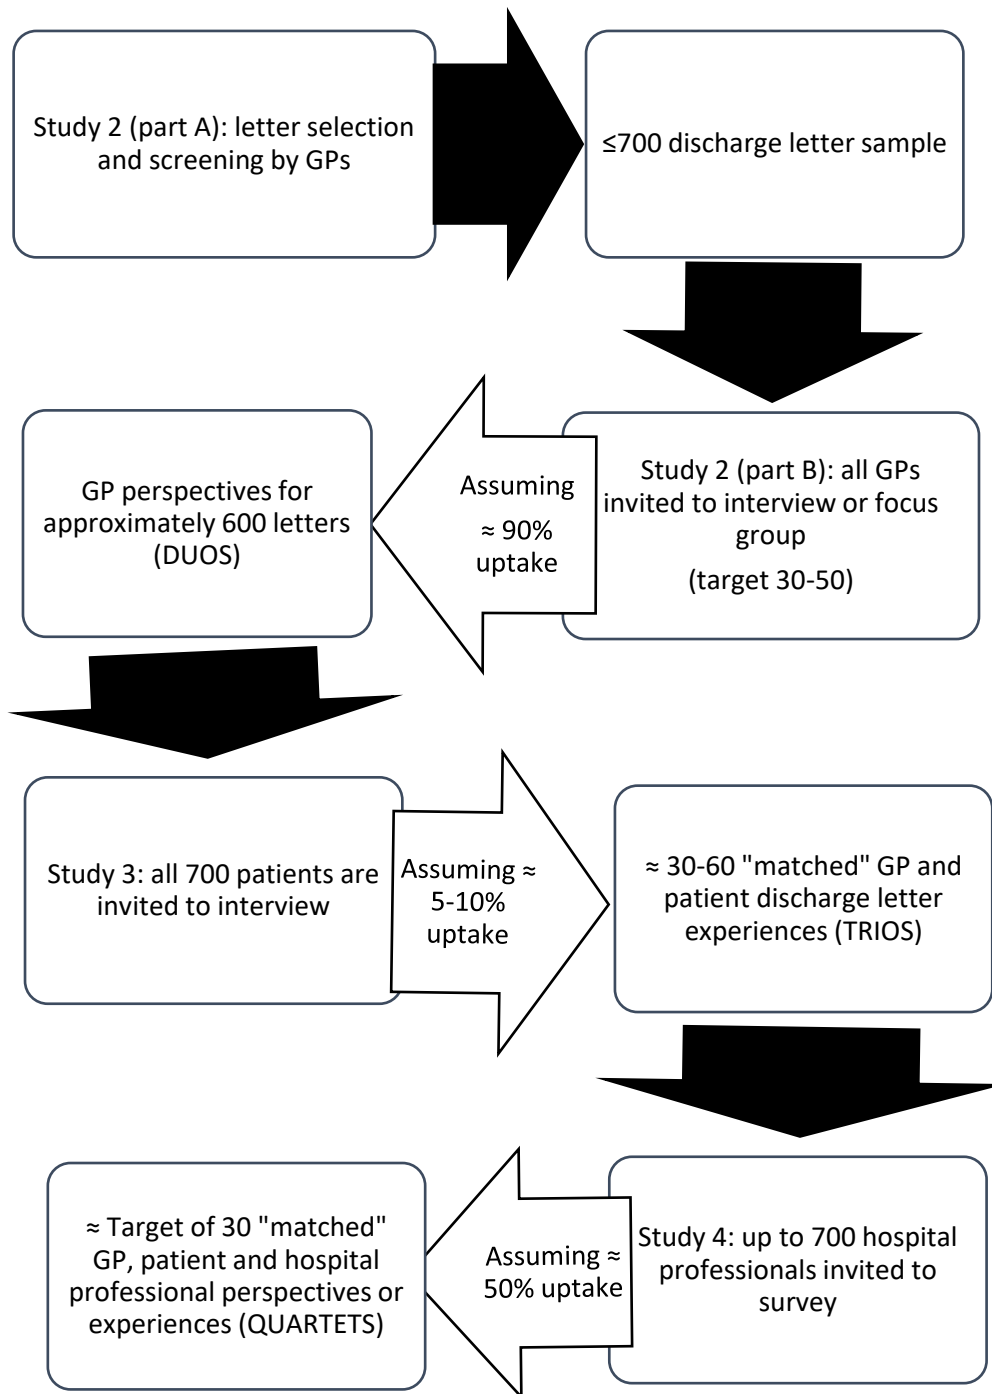 Study 2 (part A): letter selection
and screening by GPs
≤700 discharge letter sample
Study 2 (part B): all GPs
invited to interview or focus
group
(target 30-50)
Assuming
≈ 90%
uptake
GP perspectives for
approximately 600 letters
(DUOS)
Study 3: all 700 patients are
invited to interview
Assuming ≈
5-10%
uptake
≈ 30-60 "matched" GP and
patient discharge letter
experiences (TRIOS)
Study 4: up to 700 hospital
professionals invited to
survey
Assuming ≈
50% uptake
≈ Target of 30 "matched"
GP, patient and hospital
professional perspectives or
experiences (QUARTETS)